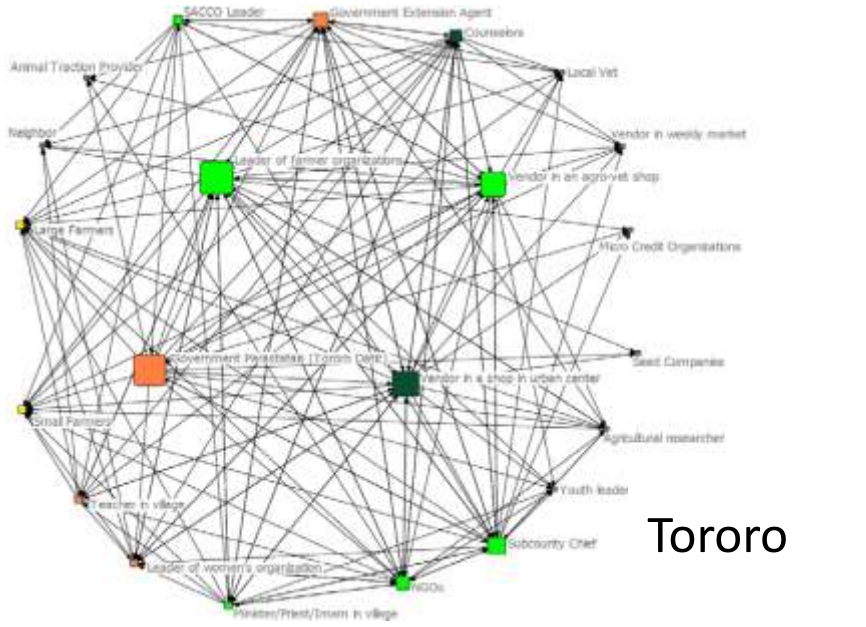 SACCO Leader
Government Extension Agent
Counselors
Animal Traction Provider
Local Vet
Neighbor
Vendor in weekly market
Leader of farmer organizations
Vendor in an agro-vet shop
Large Farmers
Micro Credit Organizations
Government Parastatal (Tororo
Seed Companies
Vendor in a shop in urban center
Small Farmers
Agricultural researcher
Youth leader
Teacher in village
Subcounty Chief
Tororo
Leader of women's organization
NGOs
Minister/Priest/Imam in village